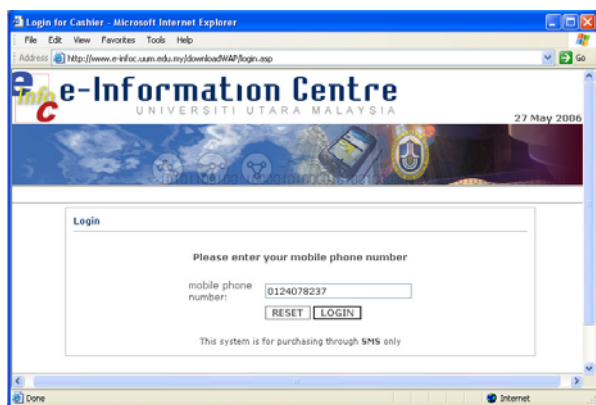 Login for Cashier - Microsoft Internet Explorer
File Edit View Favorites Tools Help
Address http://www.e-infoc.uum.edu.my/downloadWAP/login.asp Go
e Info c e-Information Centre
UNIVERSITI UTARA MALAYSIA
27 May 2006
Login
Please enter your mobile phone number
mobile phone
number: 0124078237
RESET LOGIN
This system is for purchasing through SMS only
Done Internet